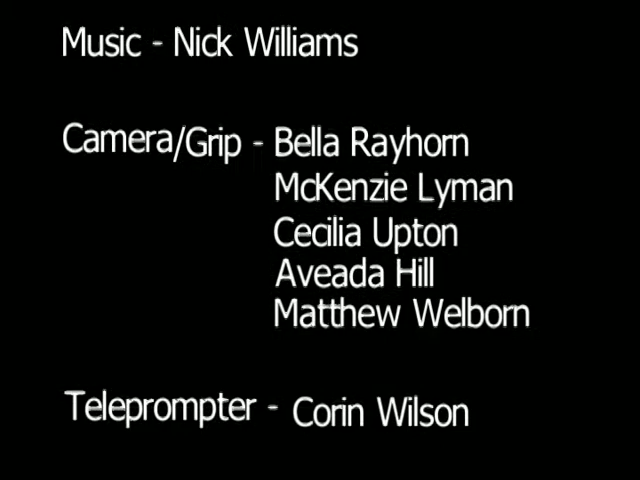 Music - Nick Williams
Camera/Grip - Bella Rayhorn
McKenzie Lyman
Cecilia Upton
Aveada Hill
Matthew Welborn
Teleprompter - Corin Wilson